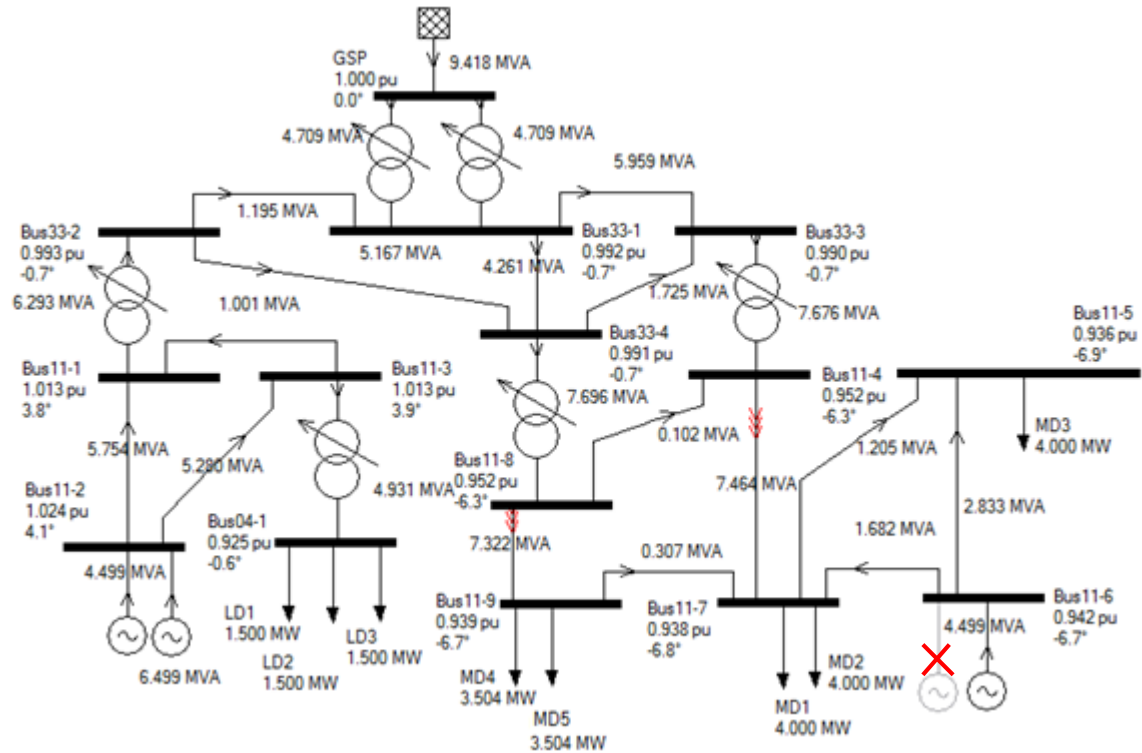 GSP
1.000 pu
0.0°
9.418 MVA
4.709 MVA
4.709 MVA
5.959 MVA
1.195 MVA
Bus33-2
0.993 pu
-0.7°
6.293 MVA
5.167 MVA
4.261 MVA
Bus33-1
0.992 pu
-0.7°
Bus33-3
0.990 pu
-0.7°
1.001 MVA
1.725 MVA
7.676 MVA
Bus33-4
0.991 pu
-0.7°
Bus11-5
0.936 pu
-6.9°
Bus11-1
1.013 pu
3.8°
Bus11-3
1.013 pu
3.9°
7.696 MVA
Bus11-4
0.952 pu
-6.3°
0.102 MVA
1.205 MVA
MD3
4.000 MW
5.754 MVA
5.280 MVA
4.931 MVA
Bus11-8
0.952 pu
-6.3°
7.464 MVA
2.833 MVA
Bus11-2
1.024 pu
4.1°
Bus04-1
0.925 pu
-0.6°
7.322 MVA
1.682 MVA
0.307 MVA
4.499 MVA
Bus11-9
0.939 pu
-6.7°
Bus11-7
0.938 pu
-6.8°
Bus11-6
0.942 pu
-6.7°
4.499 MVA
LD1
1.500 MW
LD2
1.500 MW
LD3
1.500 MW
6.499 MVA
MD4
3.504 MW
MD5
3.504 MW
MD2
4.000 MW
MD1
4.000 MW